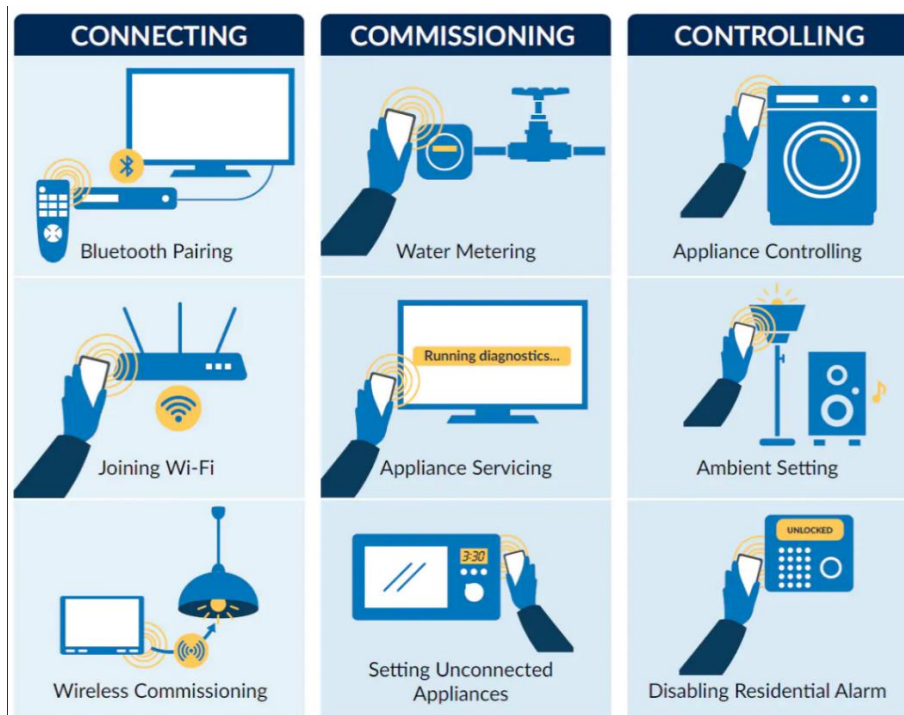 CONNECTING
COMMISSIONING
CONTROLLING
Bluetooth Pairing
Water Metering
Appliance Controlling
Joining Wi-Fi
Running diagnostics...
Appliance Servicing
Ambient Setting
Wireless Commissioning
3:30
Setting Unconnected
Appliances
UNLOCKED
Disabling Residential Alarm